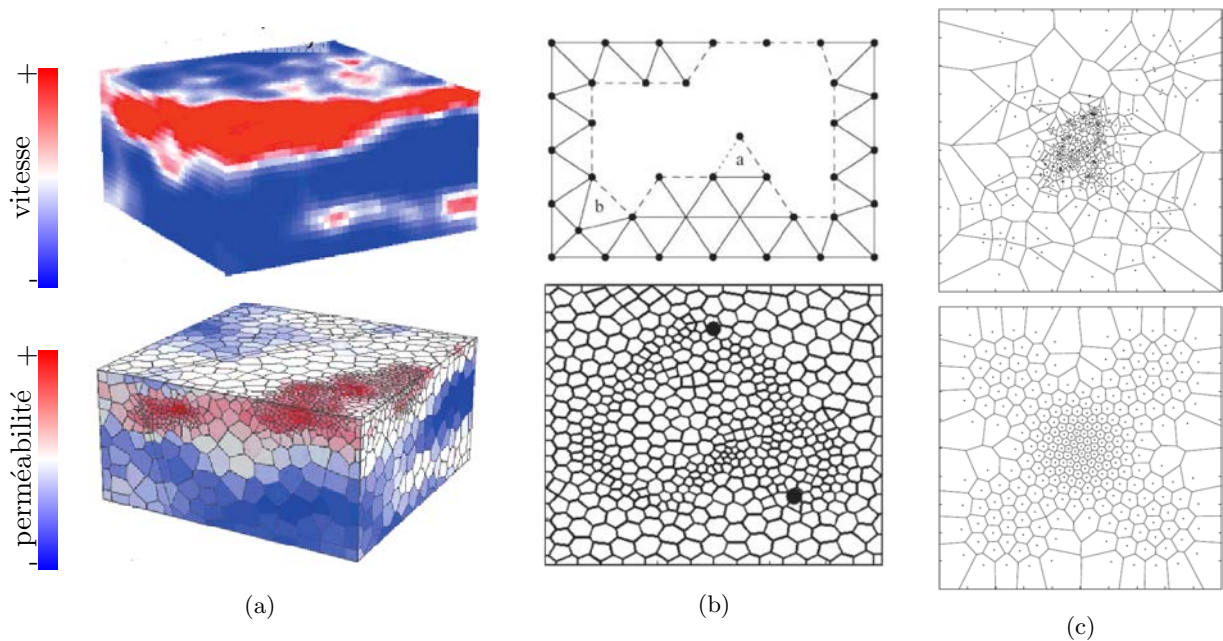 +
vitesse
-
+
perméabilité
-
a
b
(a)
(b)
(c)